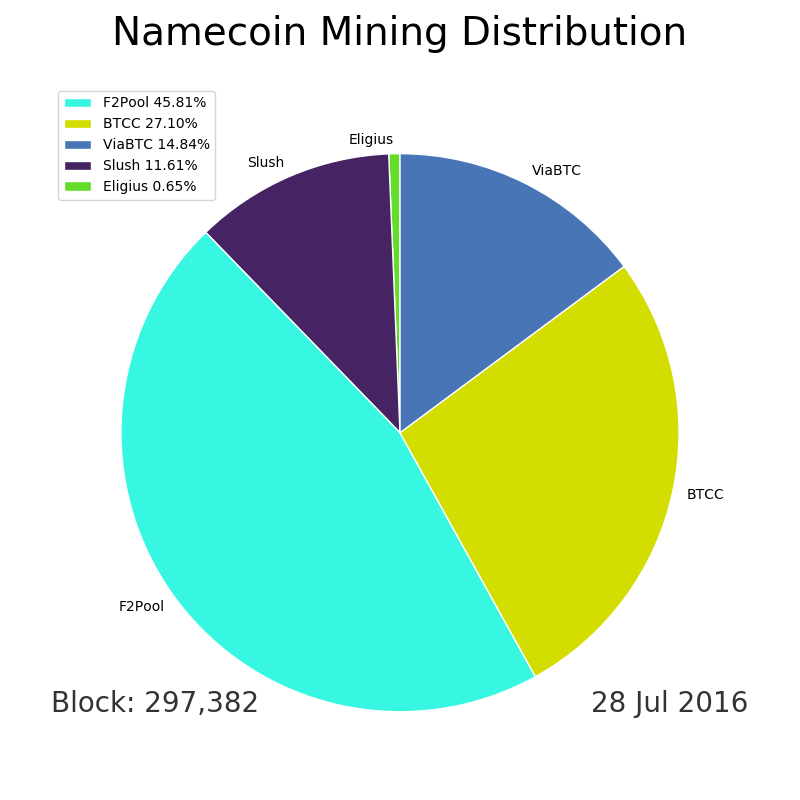 Namecoin Mining Distribution
F2Pool 45.81%
BTCC 27.10%
ViaBTC 14.84%
Slush 11.61%
Eligius 0.65%
Eligius
Slush
ViaBTC
BTCC
F2Pool
Block: 297,382
28 Jul 2016